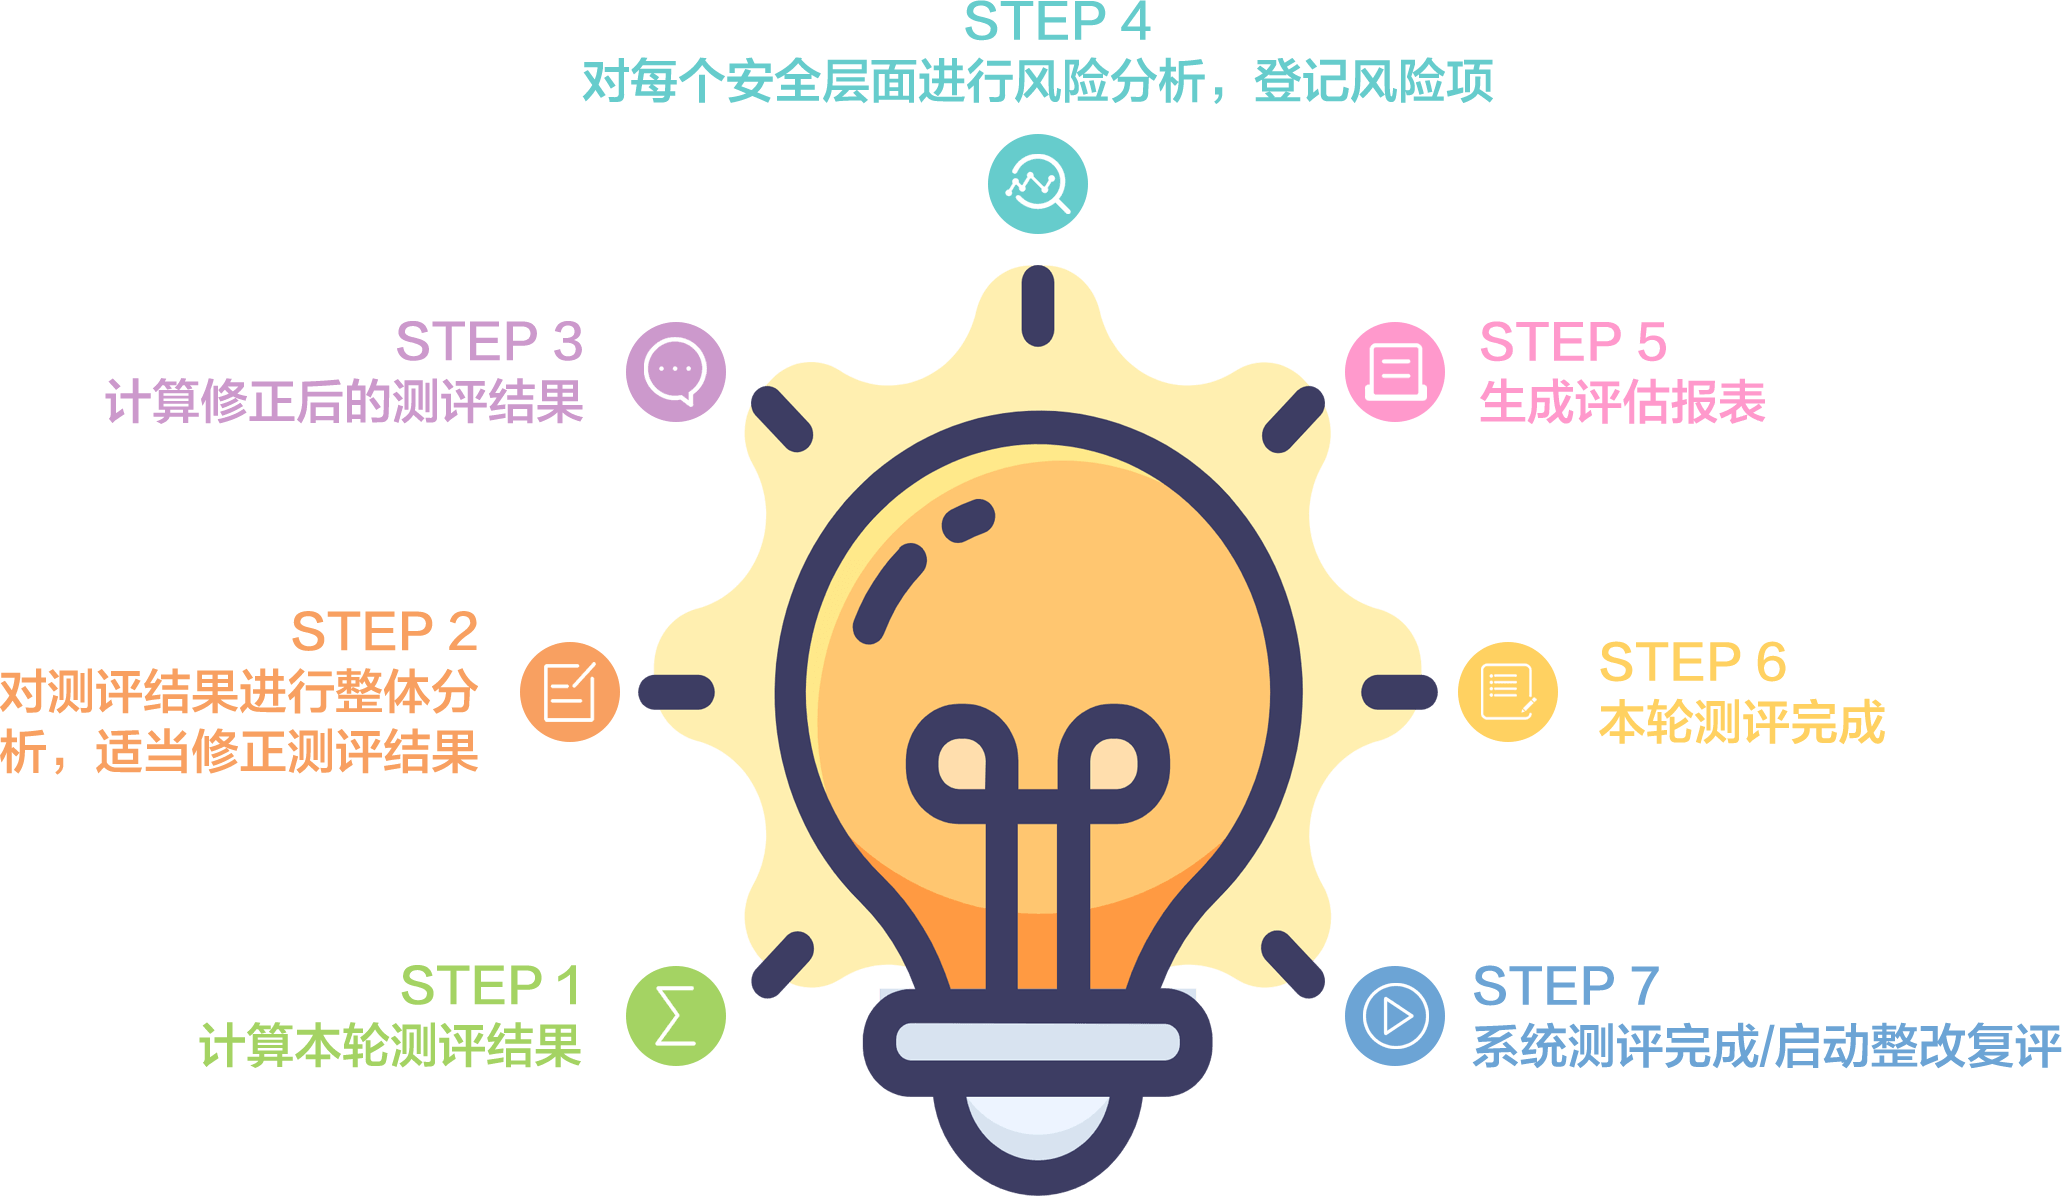 STEP 4
对每个安全层面进行风险分析，登记风险项
STEP 3
计算修正后的测评结果
STEP 5
生成评估报表
STEP 2
对测评结果进行整体分
析，适当修正测评结果
STEP 6
本轮测评完成
STEP 1
计算本轮测评结果
STEP 7
系统测评完成/启动整改复评